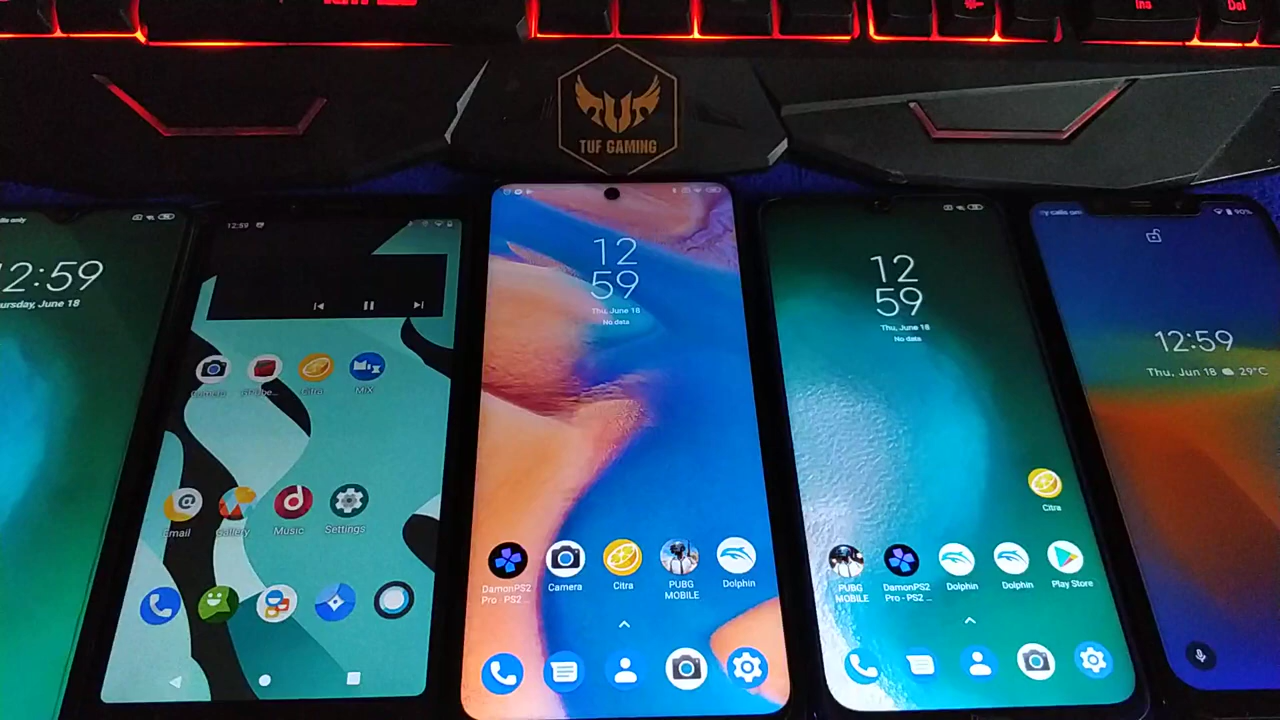 Ins
Del
TUF GAMING
12:59
June 18
12:59
Camera
Citra
MiX
Email
Gallery
Music
Settings
12
59
Thu, June 18
No data
DamonPS2
Pro - PS2 ...
Camera
Citra
PUBG
MOBILE
Dolphin
12
59
Thu, June 18
No data
Citra
PUBG
MOBILE
DamonPS2
Pro - PS2 ...
Dolphin
Dolphin
Play Store
90%
12:59
Thu, Jun 18 29°C